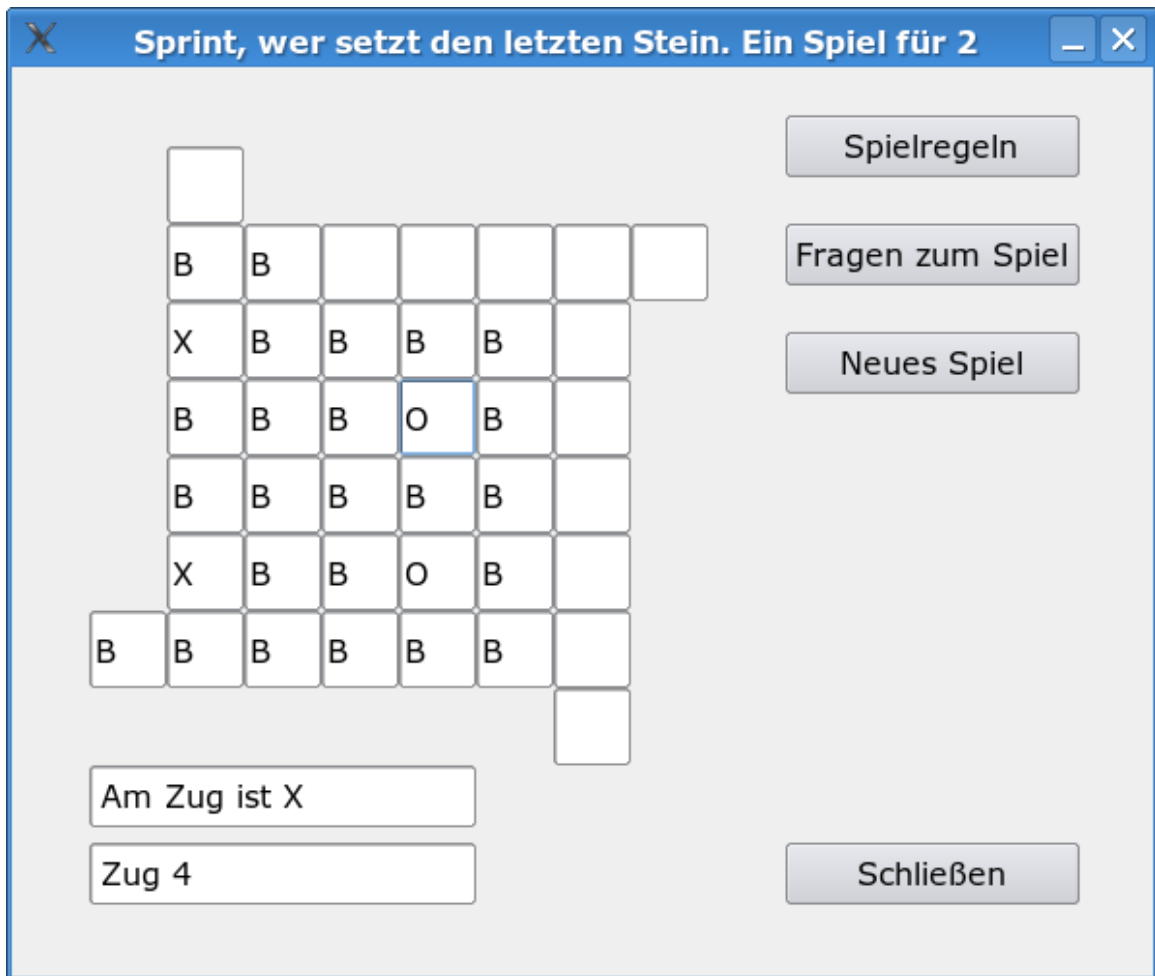 Sprint, wer setzt den letzten Stein. Ein Spiel für 2
Spielregeln
B B
Fragen zum Spiel
X B B B B
Neues Spiel
B B B O B
B B B B B
X B B O B
B B B B B B
Am Zug ist X
Zug 4
Schließen